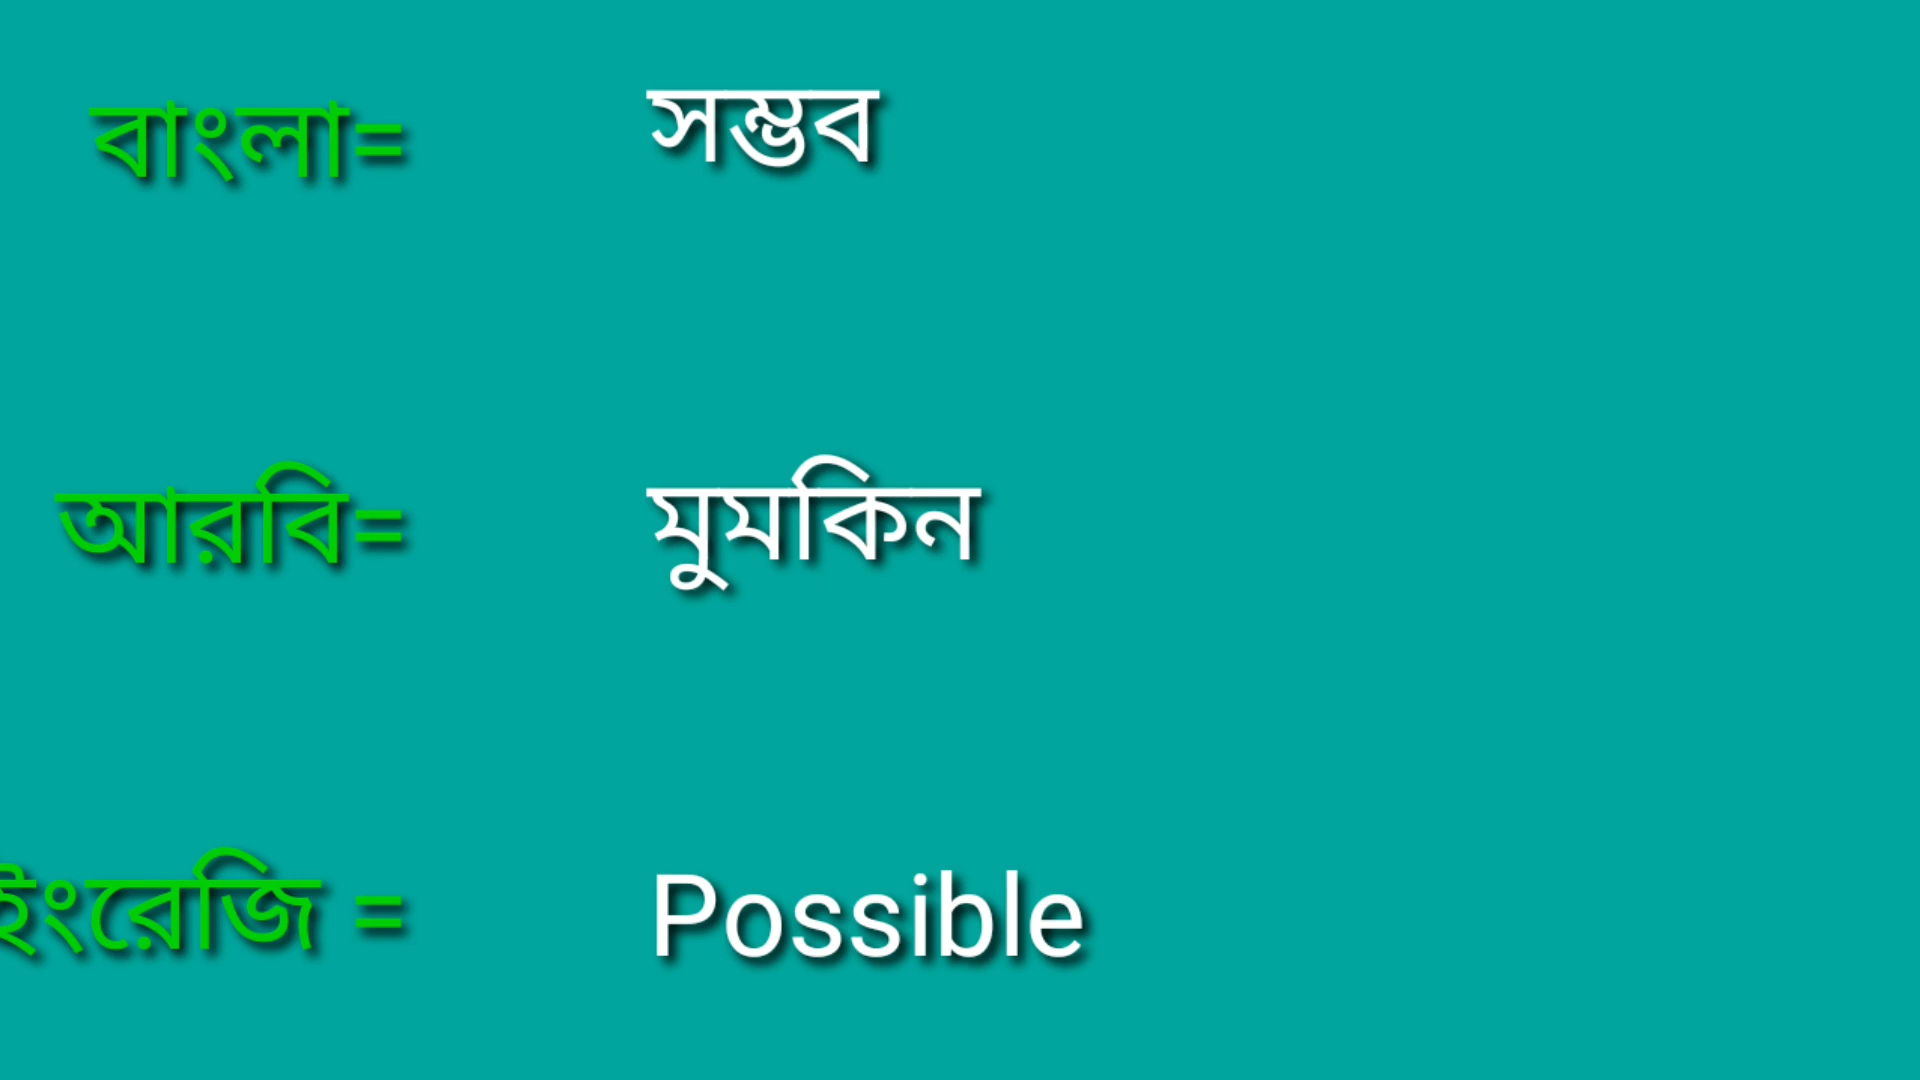 বাংলা= সম্ভব
আরবি= মুমকিন
ইংরেজি = Possible